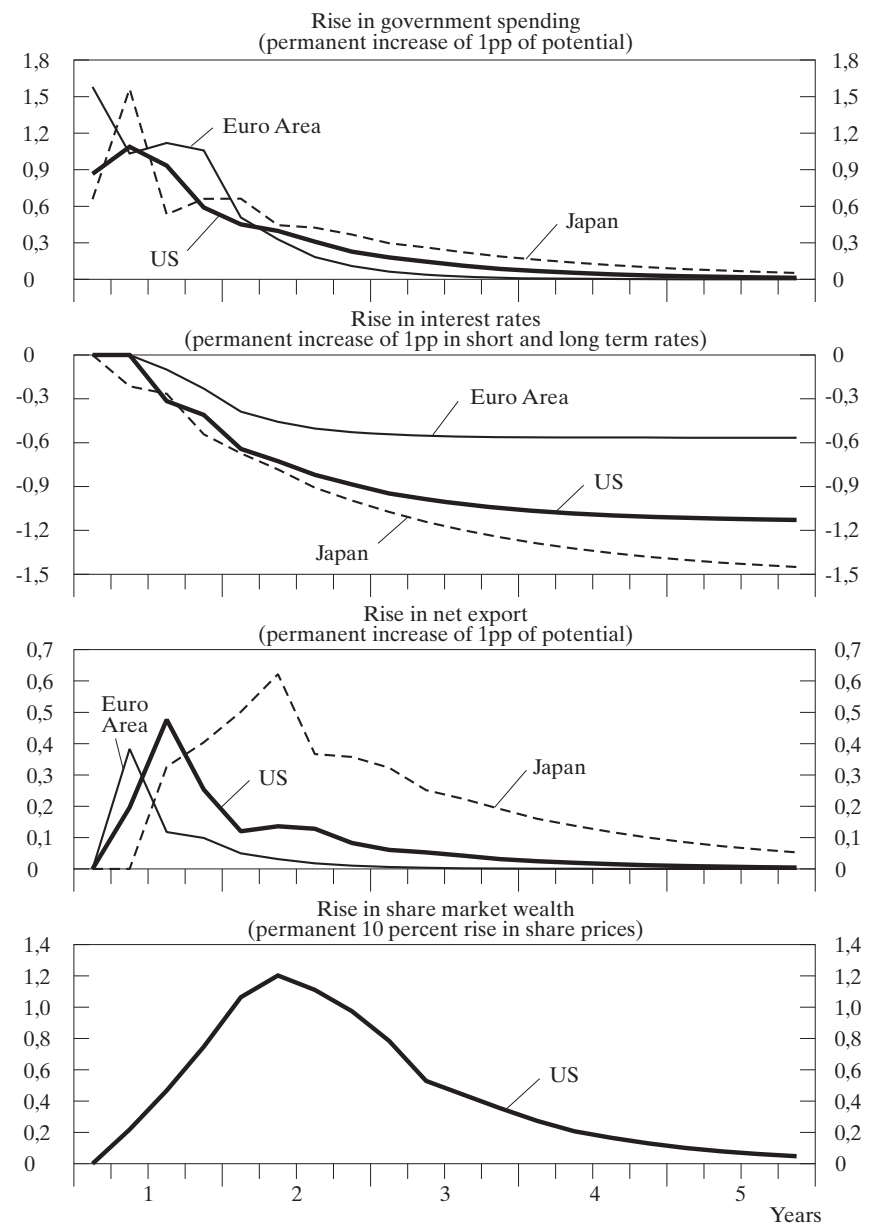 Rise in government spending
(permanent increase of 1pp of potential)
1,8 1,8
1,5 1,5
1,2 Euro Area 1,2
0,9 0,9
0,6 Japan 0,6
0,3 US 0,3
0 0
Rise in interest rates
(permanent increase of 1pp in short and long term rates)
0 0
-0,3 Euro Area -0,3
-0,6 -0,6
-0,9 US -0,9
-1,2 Japan -1,2
-1,5 -1,5
Rise in net export
(permanent increase of 1pp of potential)
0,7 0,7
0,6 0,6
Euro
0,5 Area 0,5
0,4 0,4
0,3 US Japan 0,3
0,2 0,2
0,1 0,1
0 0
Rise in share market wealth
(permanent 10 percent rise in share prices)
1,4 1,4
1,2 1,2
1,0 1,0
0,8 0,8
0,6 US 0,6
0,4 0,4
0,2 0,2
0 0
1 2 3 4 5
Years